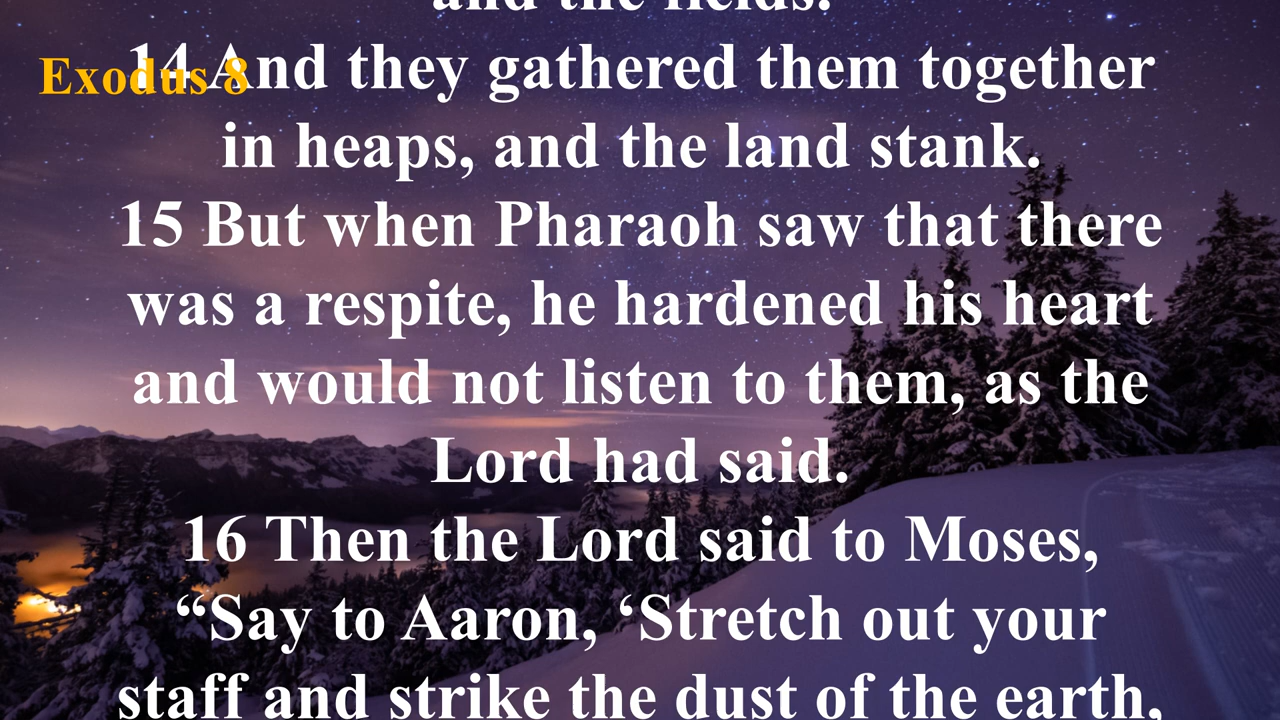 and the fields.
Exodus 8
14 And they gathered them together
in heaps, and the land stank.
15 But when Pharaoh saw that there
was a respite, he hardened his heart
and would not listen to them, as the
Lord had said.
16 Then the Lord said to Moses,
“Say to Aaron, ‘Stretch out your
staff and strike the dust of the earth,